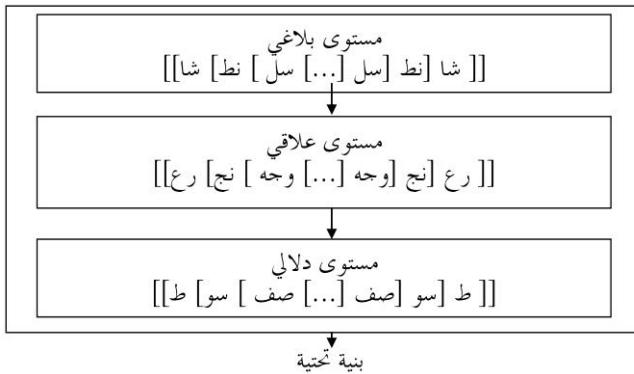 مستوى بلاغي
[[ شا [نط [سل [...] سل ] نط] شا]]
مستوى علاقي
[[ رع [نج [وجه [...] وجه ] نج] رع]]
مستوى دلالي
[[ ط [سو [صف [...] صف ] سو] ط]]
بنية تحتية